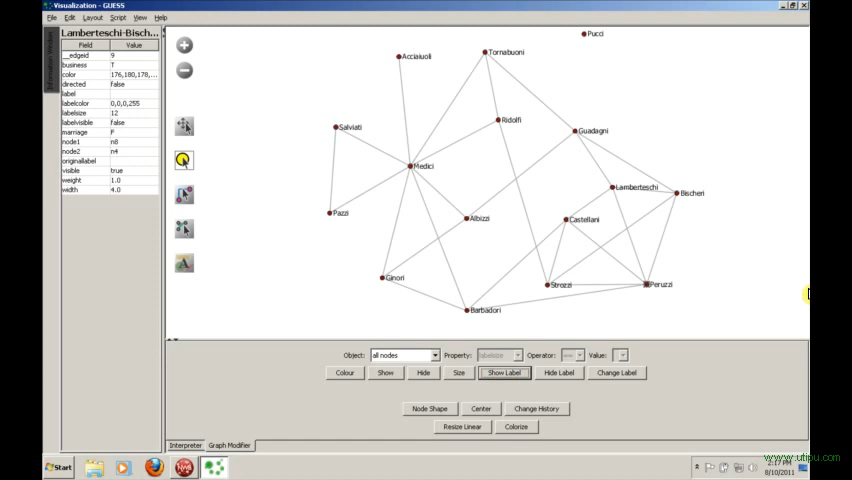 Visualization - GUESS
File Edit Layout Script View Help
Information Window
Lamberteschi-Bisch...
Field Value
__edgeid 9
business T
color 176,180,178,...
directed false
label
labelcolor 0,0,0,255
labelsize 12
labelvisible false
marriage F
node1 n8
node2 n4
originallabel
visible true
weight 1.0
width 4.0
Pucci
Tornabuoni
Acciaiuoli
Ridolfi
Salviati
Guadagni
Medici
Lamberteschi
Bischeri
Pazzi
Albizzi
Castellani
Ginori
Strozzi
Peruzzi
Barbadori
Object: all nodes Property: labelsize Operator: == Value:
Colour Show Hide Size Show Label Hide Label Change Label
Node Shape Center Change History
Resize Linear Colorize
Interpreter Graph Modifier
Start
2:17 PM
8/10/2011
www.utipu.com